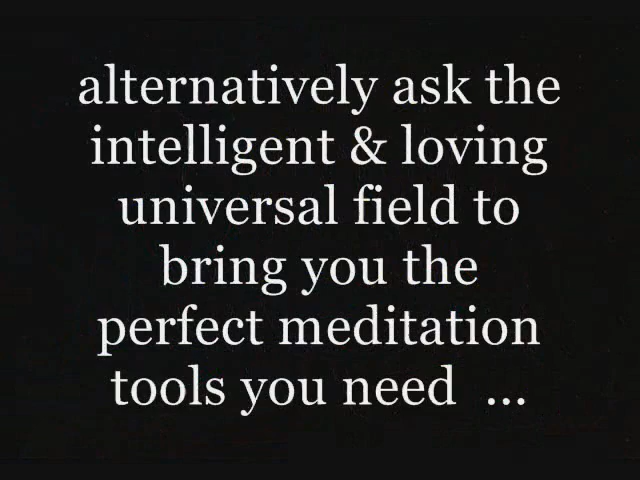 alternatively ask the
intelligent & loving
universal field to
bring you the
perfect meditation
tools you need  ...